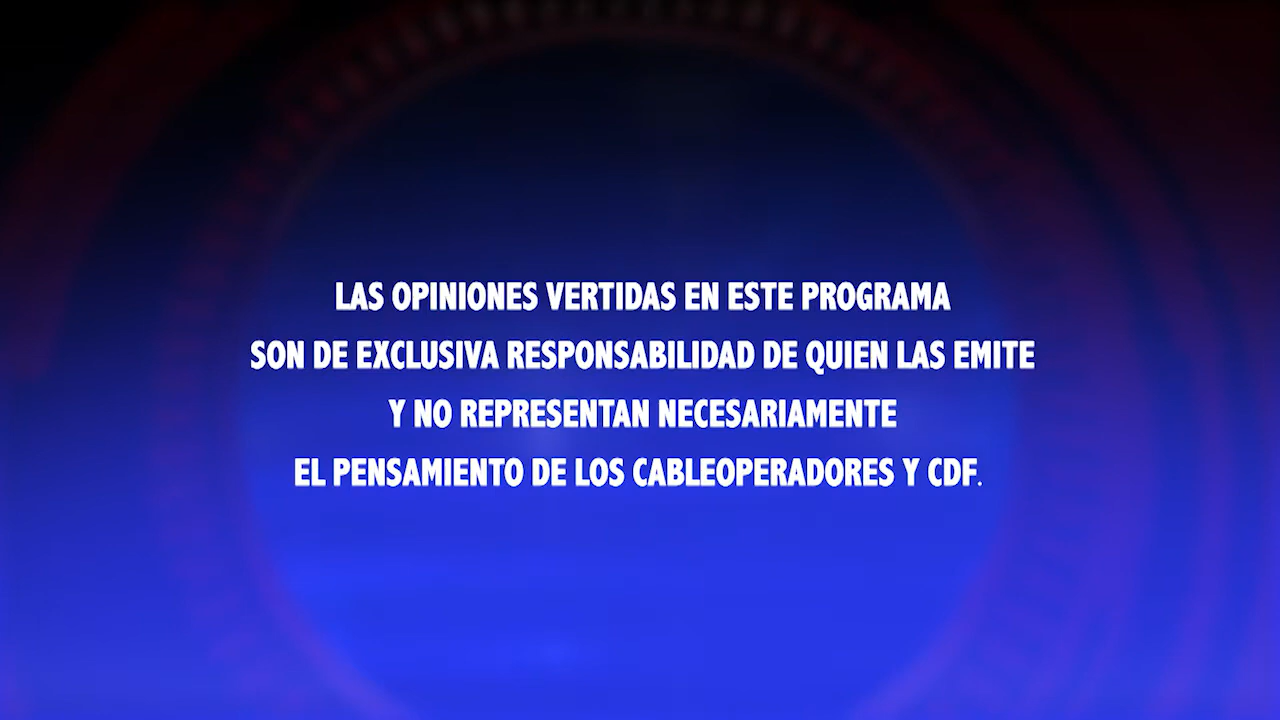 LAS OPINIONES VERTIDAS EN ESTE PROGRAMA
SON DE EXCLUSIVA RESPONSABILIDAD DE QUIEN LAS EMITE
Y NO REPRESENTAN NECESARIAMENTE
EL PENSAMIENTO DE LOS CABLEOPERADORES Y CDF.